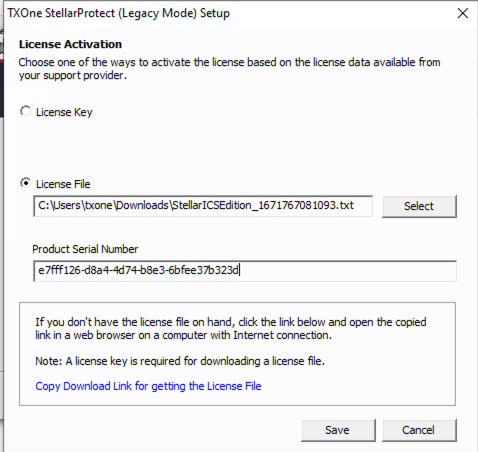 TXOne StellarProtect (Legacy Mode) Setup
License Activation
Choose one of the ways to activate the license based on the license data available from
your support provider.
License Key
License File
C:\Users\txone\Downloads\StellarICSEdition_1671767081093.txt
Select
Product Serial Number
e7fff126-d8a4-4d74-b8e3-6bfee37b323d
If you don't have the license file on hand, click the link below and open the copied
link in a web browser on a computer with Internet connection.
Note: A license key is required for downloading a license file.
Copy Download Link for getting the License File
Save
Cancel